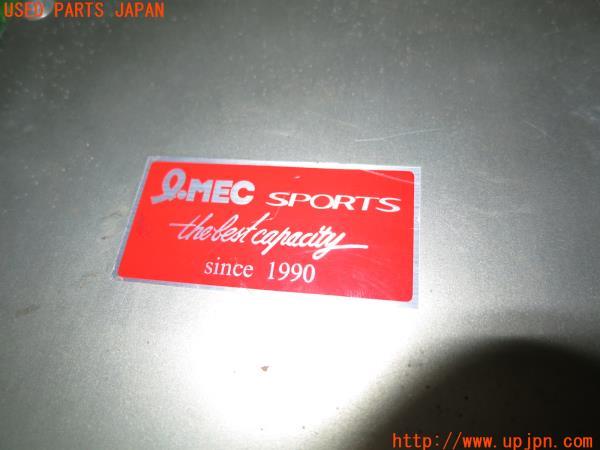 USED PARTS JAPAN
Q.MEC SPORTS
the best capacity
since 1990
http://www.upjpn.com